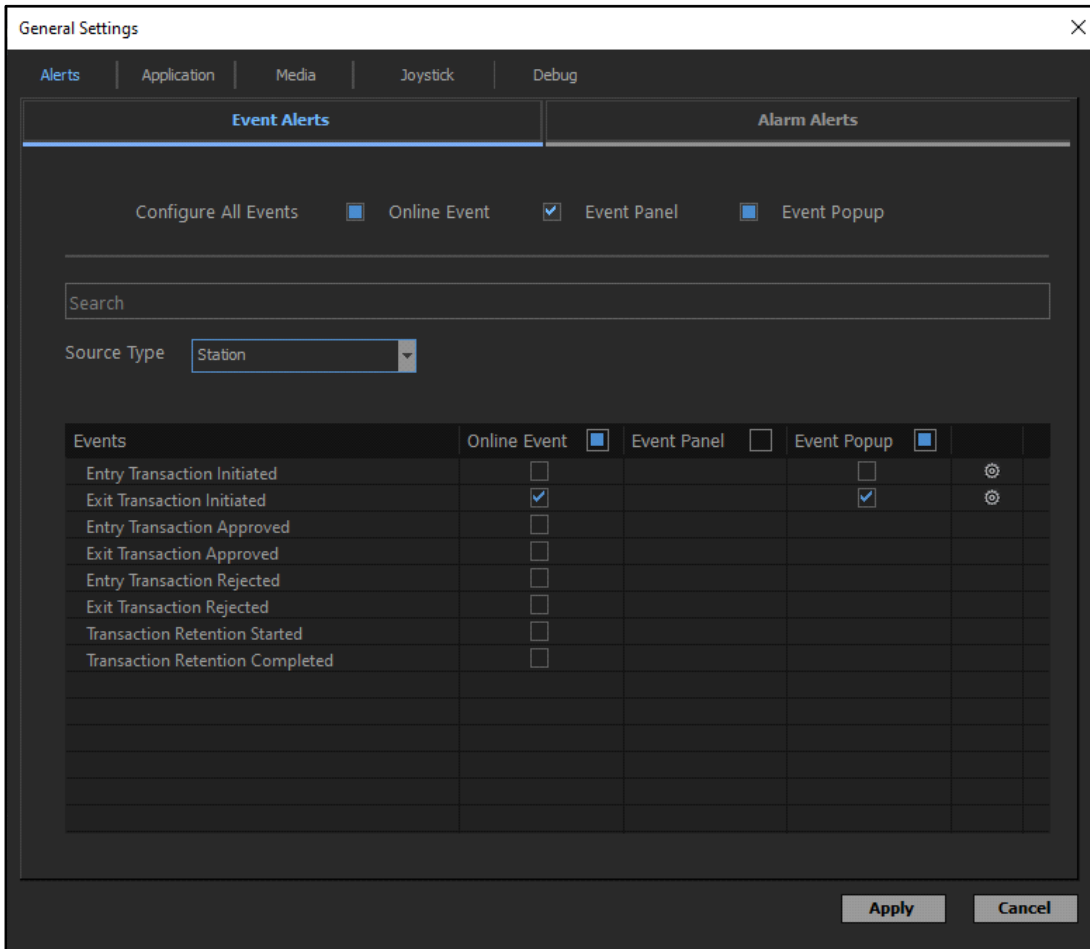 General Settings
Alerts Application Media Joystick Debug
Event Alerts Alarm Alerts
Configure All Events Online Event Event Panel Event Popup
Search
Source Type Station
Events Online Event Event Panel Event Popup
Entry Transaction Initiated
Exit Transaction Initiated
Entry Transaction Approved
Exit Transaction Approved
Entry Transaction Rejected
Exit Transaction Rejected
Transaction Retention Started
Transaction Retention Completed
Apply Cancel